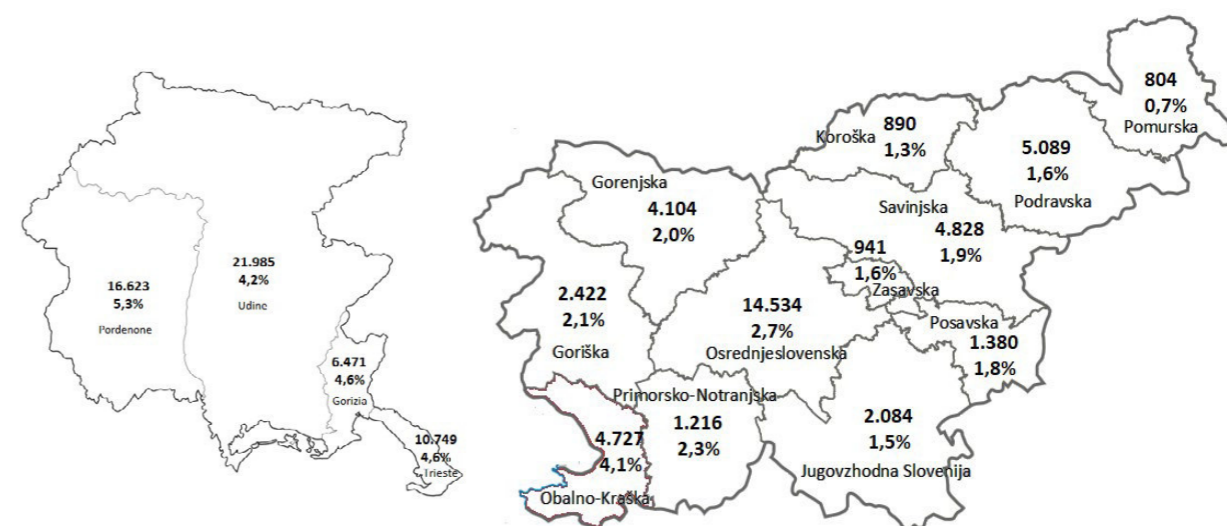 16.623
5,3%
Pordenone
21.985
4,2%
Udine
6.471
4,6%
Gorizia
10.749
4,6%
Trieste
804
0,7%
Pomurska
890
Koroška
1,3%
5.089
1,6%
Podravska
Gorenjska
4.104
2,0%
Savinjska
4.828
1,9%
941
1,6%
Zasavska
2.422
2,1%
Goriška
14.534
2,7%
Osrednjeslovenska
Posavska
1.380
1,8%
Primorsko-Notranjska
1.216
2,3%
2.084
1,5%
Jugovzhodna Slovenija
4.727
4,1%
Obalno-Kraška